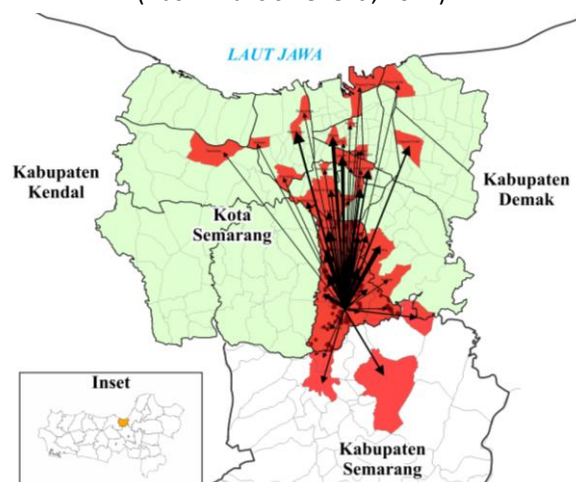 LAUT JAWA
Kabupaten
Kendal
Kabupaten
Demak
Kota
Semarang
Inset
Kabupaten
Semarang